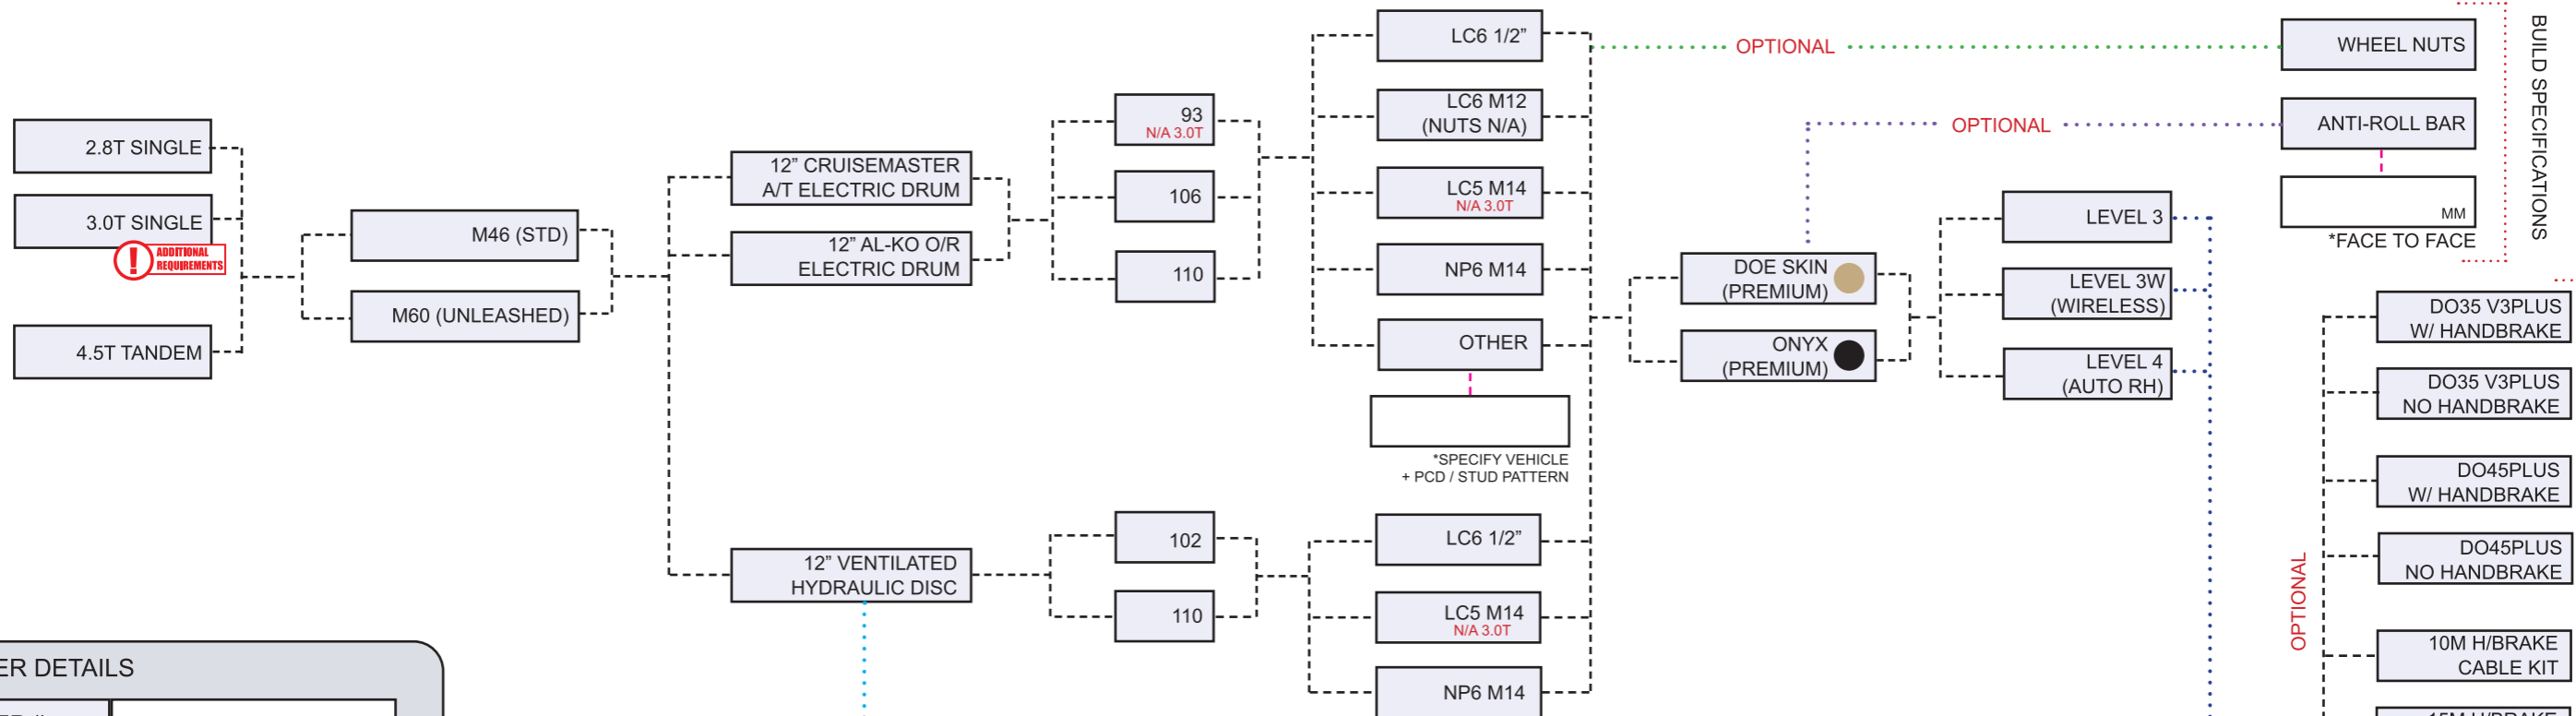 2.8T SINGLE
3.0T SINGLE
!
ADDITIONAL
REQUIREMENTS
4.5T TANDEM
M46 (STD)
M60 (UNLEASHED)
12” CRUISEMASTER
A/T ELECTRIC DRUM
12” AL-KO O/R
ELECTRIC DRUM
12” VENTILATED
HYDRAULIC DISC
93
N/A 3.0T
106
110
102
110
LC6 1/2”
LC6 M12
(NUTS N/A)
LC5 M14
N/A 3.0T
NP6 M14
OTHER
*SPECIFY VEHICLE
+ PCD / STUD PATTERN
LC6 1/2”
LC5 M14
N/A 3.0T
NP6 M14
OPTIONAL
OPTIONAL
DOE SKIN
(PREMIUM)
ONYX
(PREMIUM)
LEVEL 3
LEVEL 3W
(WIRELESS)
LEVEL 4
(AUTO RH)
WHEEL NUTS
ANTI-ROLL BAR
MM
*FACE TO FACE
BUILD SPECIFICATIONS
OPTIONAL
DO35 V3PLUS
W/ HANDBRAKE
DO35 V3PLUS
NO HANDBRAKE
DO45PLUS
W/ HANDBRAKE
DO45PLUS
NO HANDBRAKE
10M H/BRAKE
CABLE KIT
15M H/BRAKE
ER DETAILS